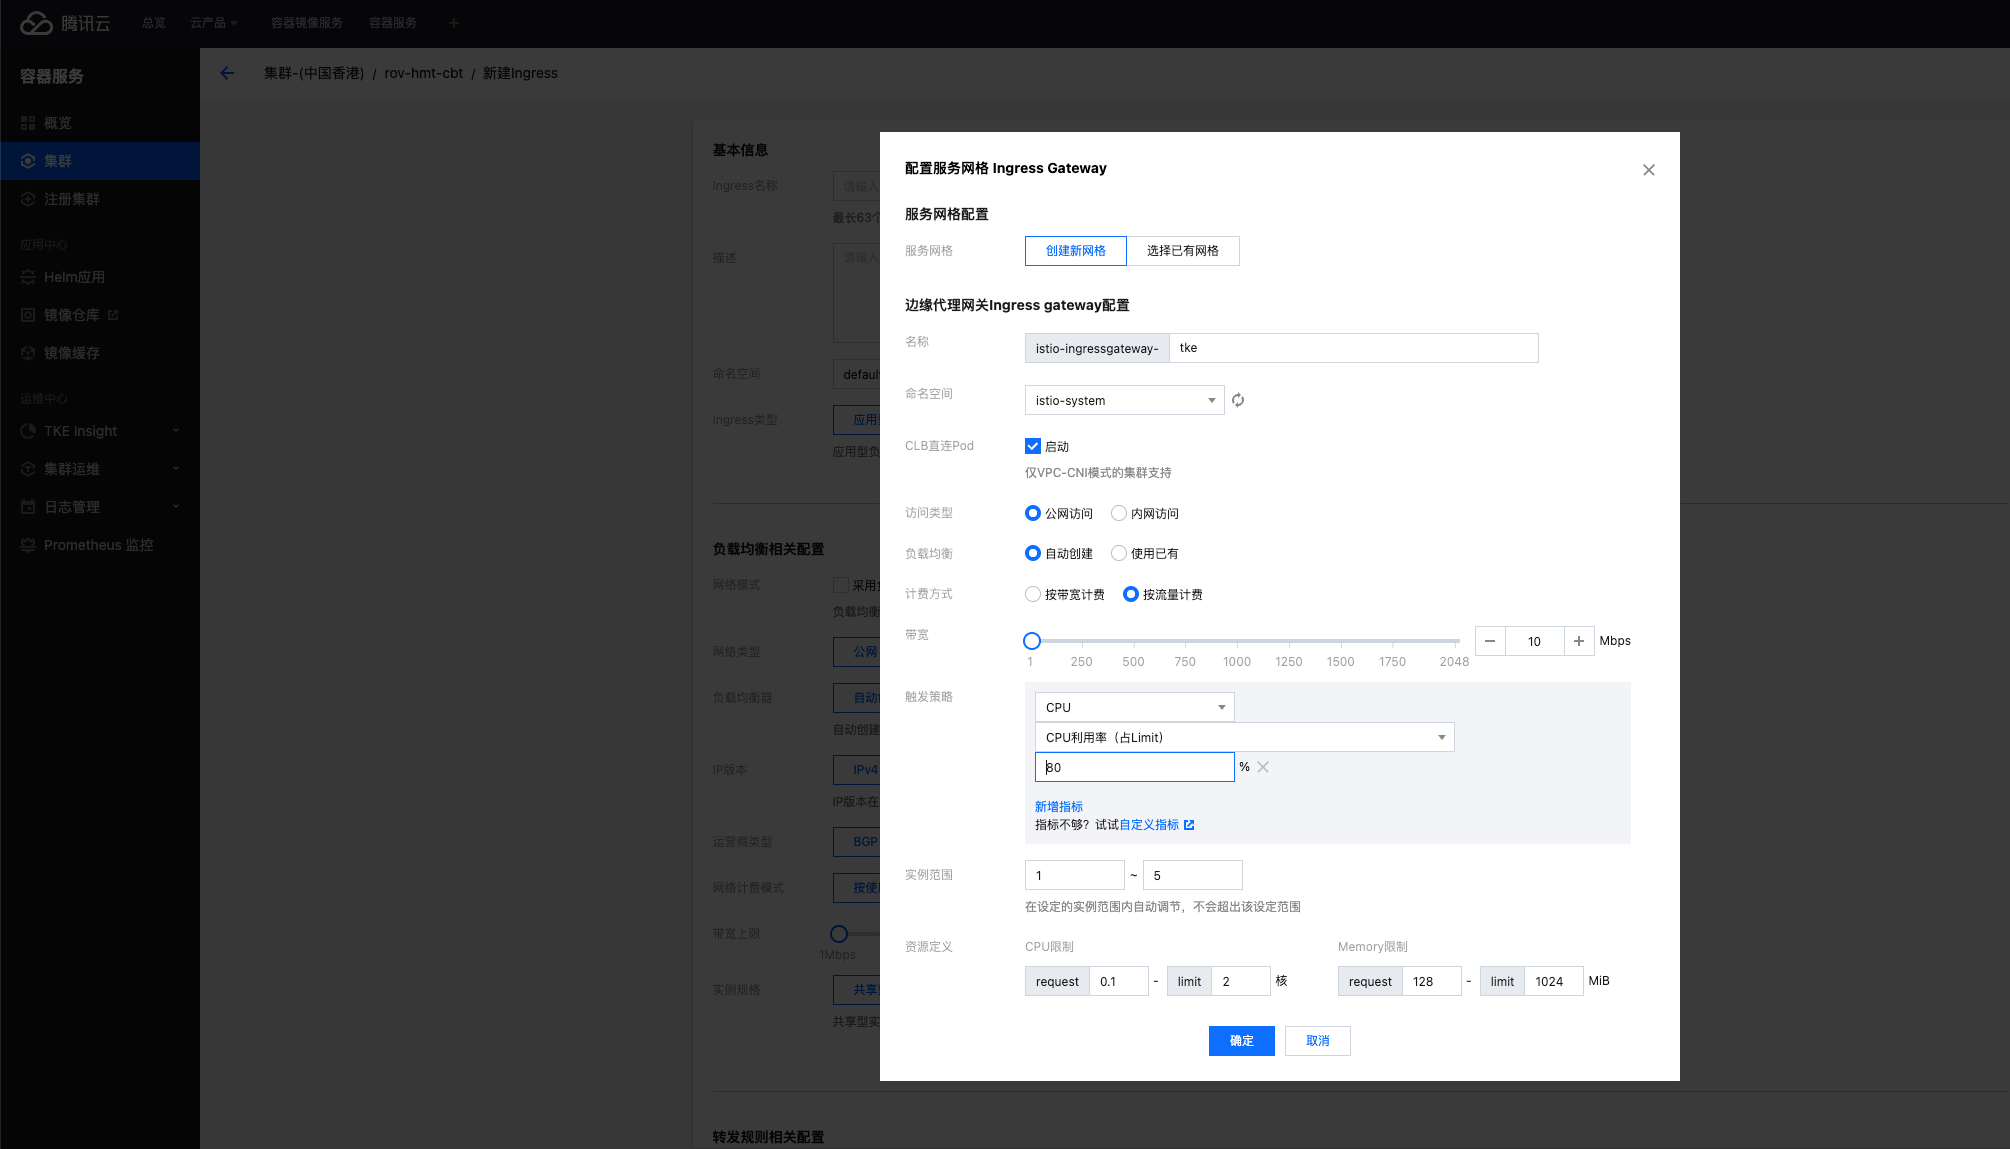 腾讯云 总览 云产品 容器镜像服务 容器服务 +
容器服务
概览
集群
注册集群
应用中心
Helm应用
镜像仓库
镜像缓存
运维中心
TKE Insight
集群运维
日志管理
Prometheus 监控
集群-(中国香港) / rov-hmt-cbt / 新建Ingress
基本信息
Ingress名称 请输入
最长63个
描述 请输入
命名空间 defaul
Ingress类型 应用
应用型负
负载均衡相关配置
网络模式 采用
负载均衡
网络类型 公网
负载均衡器 自动
自动创建
IP版本 IPv4
IP版本在
运营商类型 BGP
网络计费模式 按使
带宽上限
1Mbps
实例规格 共享
共享型实
转发规则相关配置
配置服务网格 Ingress Gateway
服务网格配置
服务网格 创建新网格 选择已有网格
边缘代理网关Ingress gateway配置
名称 istio-ingressgateway- tke
命名空间 istio-system
CLB直连Pod 启动
仅VPC-CNI模式的集群支持
访问类型 公网访问 内网访问
负载均衡 自动创建 使用已有
计费方式 按带宽计费 按流量计费
带宽 10 Mbps
1 250 500 750 1000 1250 1500 1750 2048
触发策略 CPU
CPU利用率（占Limit）
80 %
新增指标
指标不够？试试自定义指标
实例范围 1 ~ 5
在设定的实例范围内自动调节，不会超出该设定范围
资源定义 CPU限制 Memory限制
request 0.1 - limit 2 核 request 128 - limit 1024 MiB
确定 取消